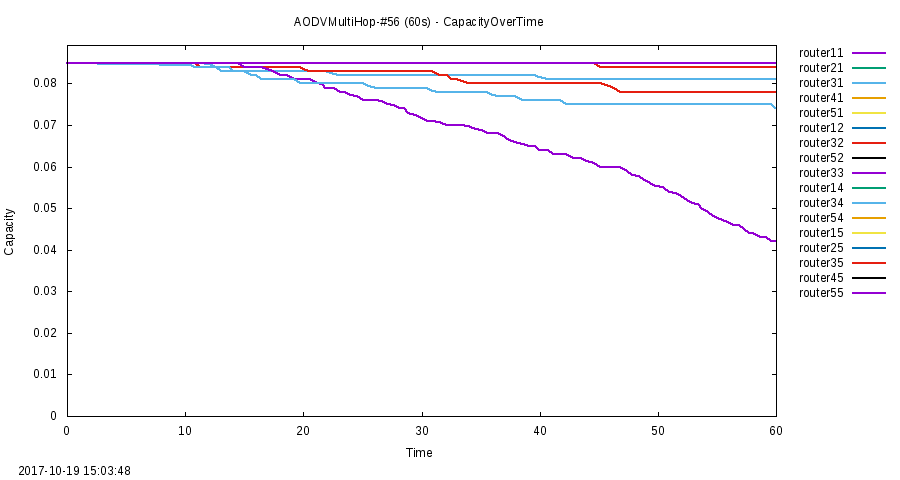 AODVMultiHop-#56 (60s) - CapacityOverTime
router11
router21
router31
router41
router51
router12
router32
router52
router33
router14
router34
router54
router15
router25
router35
router45
router55
0.08
0.07
0.06
0.05
0.04
0.03
0.02
0.01
0
Capacity
0 10 20 30 40 50 60
Time
2017-10-19 15:03:48